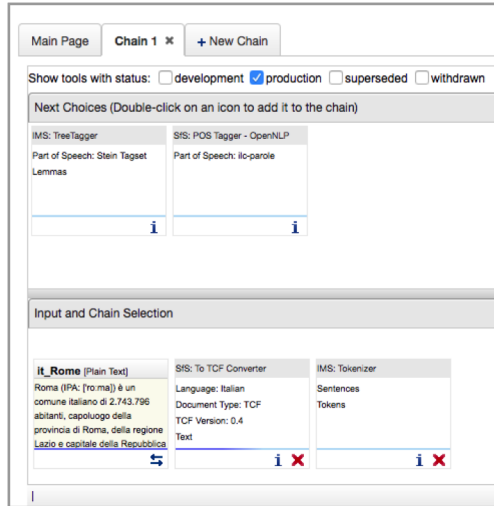 Main Page
Chain 1 ✖
+ New Chain
Show tools with status: development production superseded withdrawn
Next Choices (Double-click on an icon to add it to the chain)
IMS: TreeTagger
Part of Speech: Stein Tagset
Lemmas
i
SfS: POS Tagger - OpenNLP
Part of Speech: ilc-parole
i
Input and Chain Selection
it_Rome [Plain Text]
Roma (IPA: ['ro:ma]) è un
comune italiano di 2.743.796
abitanti, capoluogo della
provincia di Roma, della regione
Lazio e capitale della Repubblica
SfS: To TCF Converter
Language: Italian
Document Type: TCF
TCF Version: 0.4
Text
i ✖
IMS: Tokenizer
Sentences
Tokens
i ✖